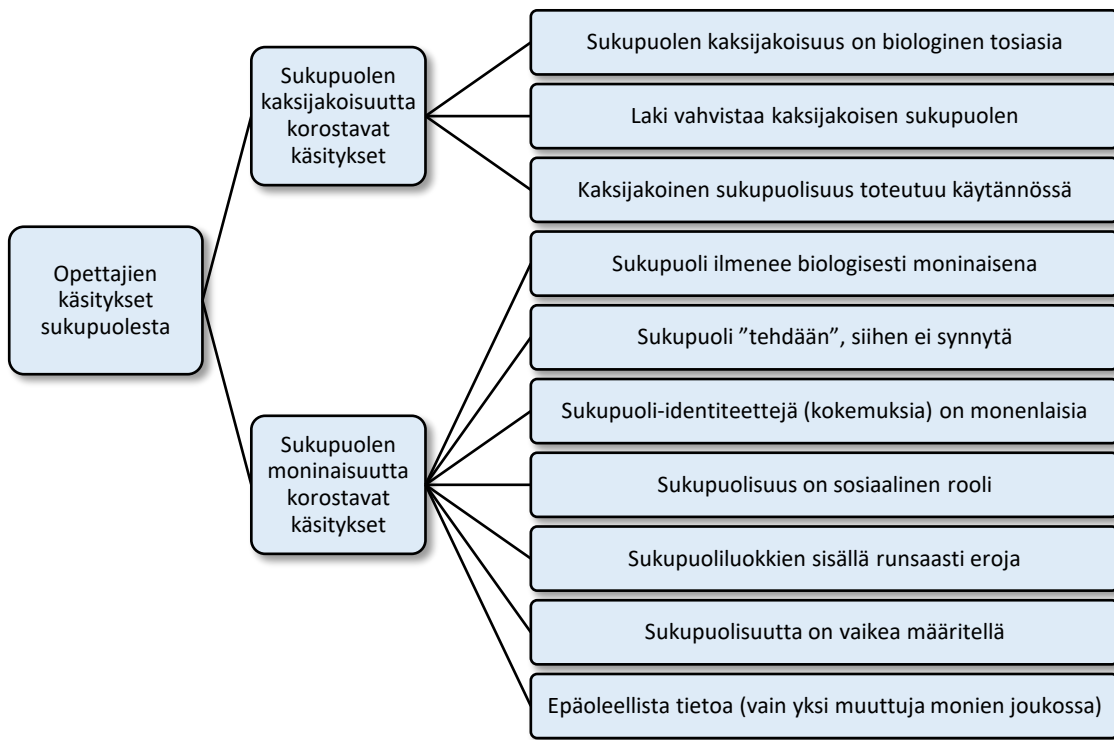 Opettajien
käsitykset
sukupuolesta
Sukupuolen
kaksijakoisuutta
korostavat
käsitykset
Sukupuolen kaksijakoisuus on biologinen tosiasia
Laki vahvistaa kaksijakoisen sukupuolen
Kaksijakoinen sukupuolisuus toteutuu käytännössä
Sukupuolen
moninaisuutta
korostavat
käsitykset
Sukupuoli ilmenee biologisesti moninaisena
Sukupuoli ”tehdään”, siihen ei synnytä
Sukupuoli-identiteettejä (kokemuksia) on monenlaisia
Sukupuolisuus on sosiaalinen rooli
Sukupuoliluokkien sisällä runsaasti eroja
Sukupuolisuutta on vaikea määritellä
Epäoleellista tietoa (vain yksi muuttuja monien joukossa)